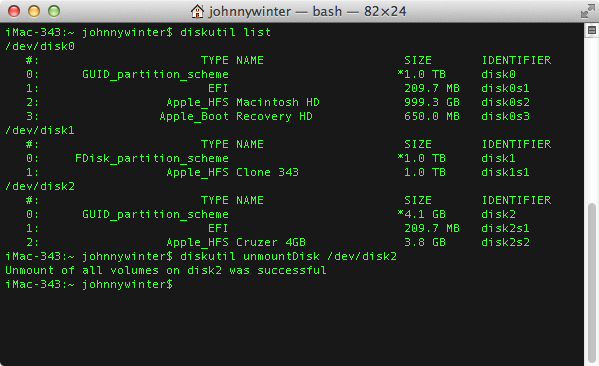 johnnywinter — bash — 82×24
iMac-343:~ johnnywinter$ diskutil list
/dev/disk0
   #:                       TYPE NAME                    SIZE       IDENTIFIER
   0:      GUID_partition_scheme                        *1.0 TB     disk0
   1:                        EFI                         209.7 MB   disk0s1
   2:                  Apple_HFS Macintosh HD            999.3 GB   disk0s2
   3:                 Apple_Boot Recovery HD             650.0 MB   disk0s3
/dev/disk1
   #:                       TYPE NAME                    SIZE       IDENTIFIER
   0:     FDisk_partition_scheme                        *1.0 TB     disk1
   1:                  Apple_HFS Clone 343               1.0 TB     disk1s1
/dev/disk2
   #:                       TYPE NAME                    SIZE       IDENTIFIER
   0:      GUID_partition_scheme                        *4.1 GB     disk2
   1:                        EFI                         209.7 MB   disk2s1
   2:                  Apple_HFS Cruzer 4GB              3.8 GB     disk2s2
iMac-343:~ johnnywinter$ diskutil unmountDisk /dev/disk2
Unmount of all volumes on disk2 was successful
iMac-343:~ johnnywinter$